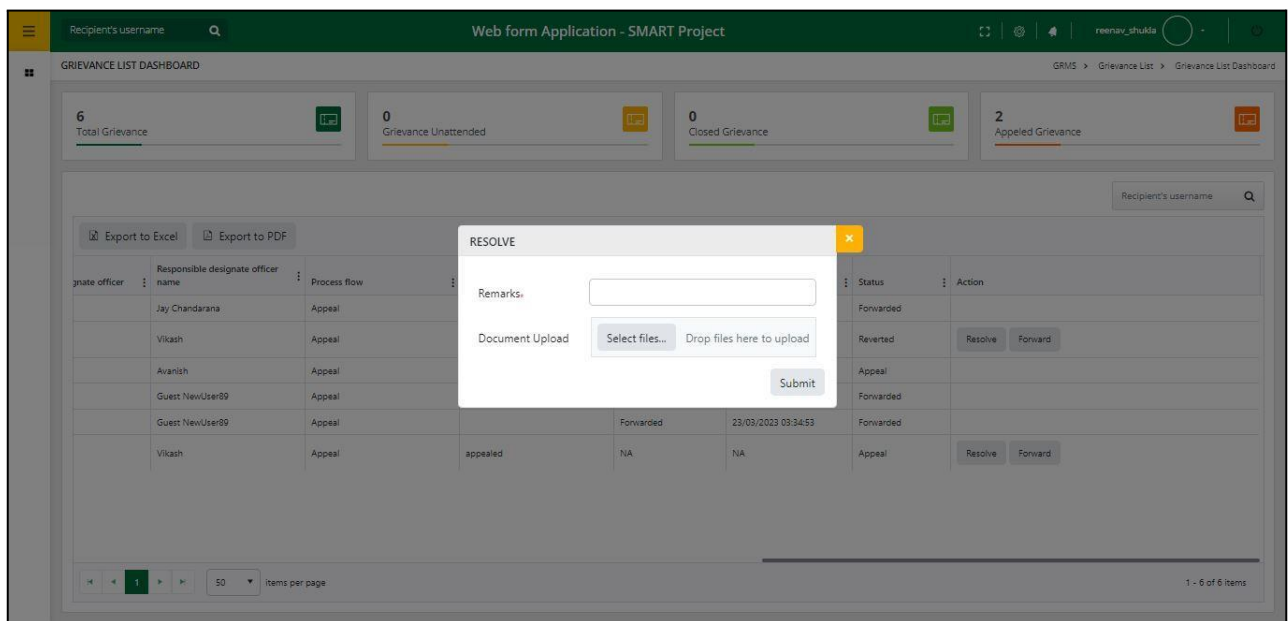 Recipient's username
Web form Application - SMART Project
reenav_shukla
GRIEVANCE LIST DASHBOARD
GRMS > Grievance List > Grievance List Dashboard
6
Total Grievance
0
Grievance Unattended
0
Closed Grievance
2
Appeled Grievance
Recipient's username
Export to Excel
Export to PDF
RESOLVE
×
Remarks*
Document Upload
Select files...
Drop files here to upload
Submit
gnate officer
Responsible designate officer
name
Process flow
Status
Action
Jay Chandarana Appeal Forwarded
Vikash Appeal Reverted Resolve Forward
Avanish Appeal Appeal
Guest NewUser89 Appeal Forwarded
Guest NewUser89 Appeal Forwarded 23/03/2023 03:34:53 Forwarded
Vikash Appeal appealed NA NA Appeal Resolve Forward
1
50
items per page
1 - 6 of 6 items